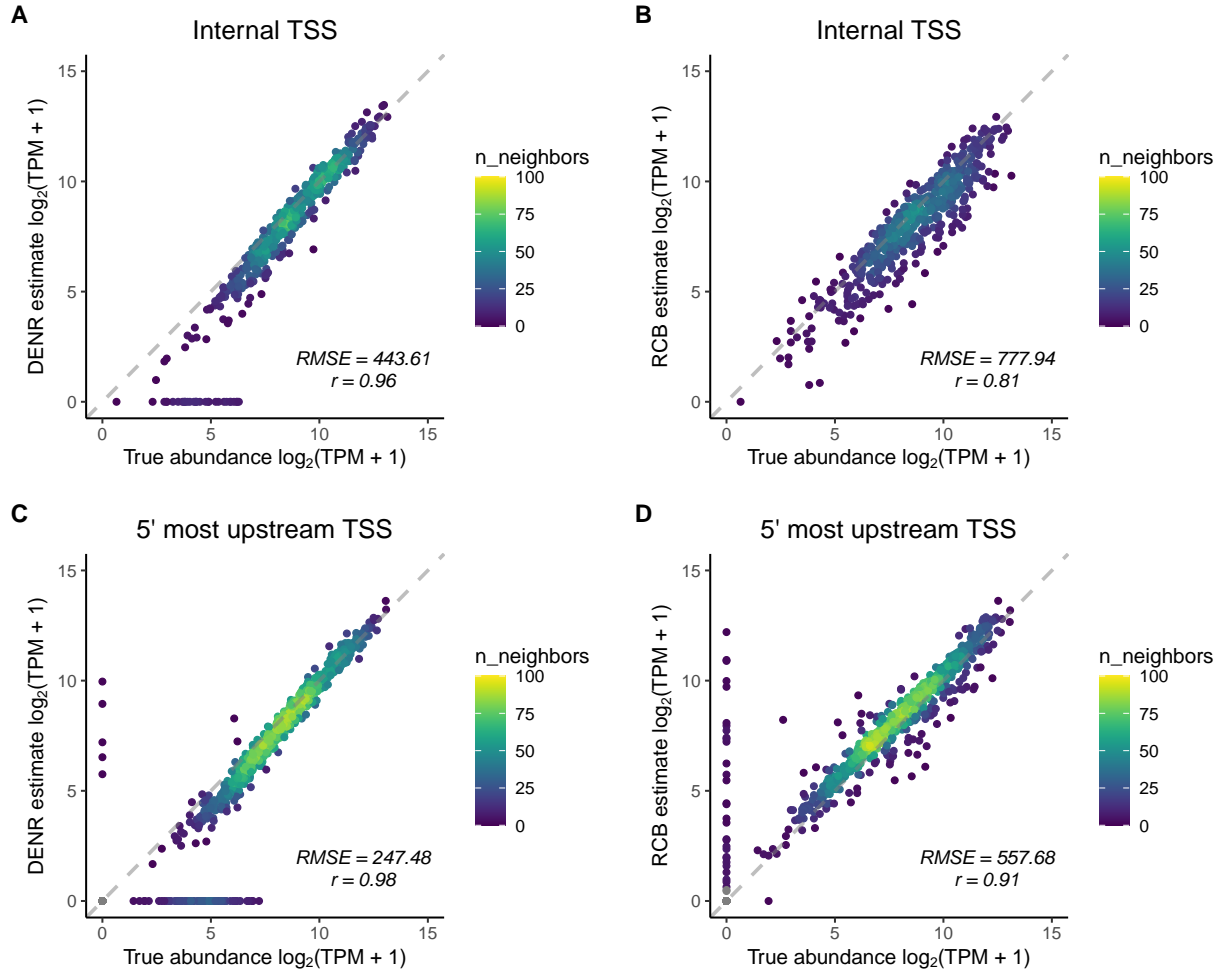 A
Internal TSS
DENR estimate log₂(TPM + 1)
15
10
5
0
0 5 10 15
True abundance log₂(TPM + 1)
RMSE = 443.61
r = 0.96
n_neighbors
100
75
50
25
0
B
Internal TSS
RCB estimate log₂(TPM + 1)
15
10
5
0
0 5 10 15
True abundance log₂(TPM + 1)
RMSE = 777.94
r = 0.81
n_neighbors
100
75
50
25
0
C
5' most upstream TSS
DENR estimate log₂(TPM + 1)
15
10
5
0
0 5 10 15
True abundance log₂(TPM + 1)
RMSE = 247.48
r = 0.98
n_neighbors
100
75
50
25
0
D
5' most upstream TSS
RCB estimate log₂(TPM + 1)
15
10
5
0
0 5 10 15
True abundance log₂(TPM + 1)
RMSE = 557.68
r = 0.91
n_neighbors
100
75
50
25
0